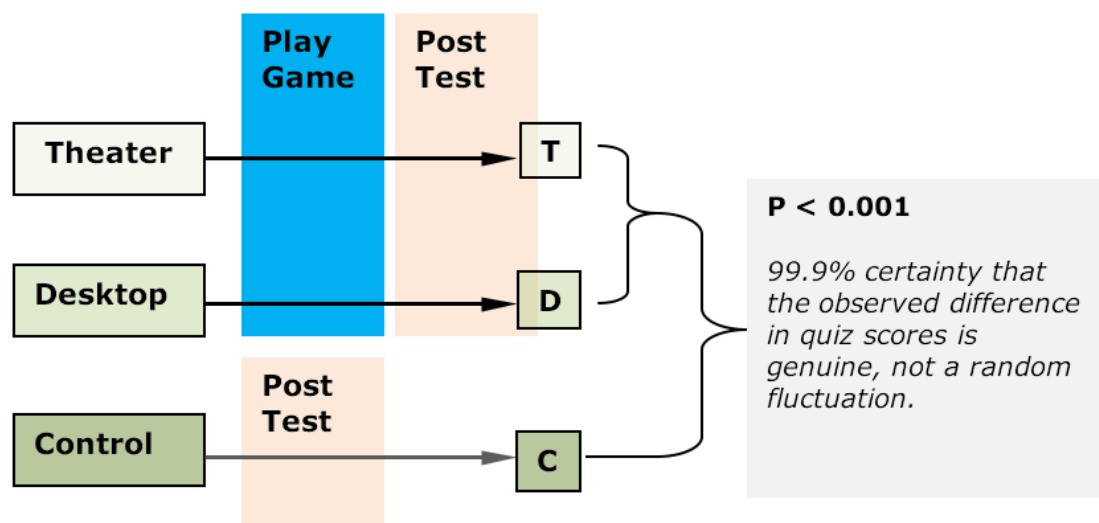 Play
Game
Post
Test
Theater
T
Desktop
D
Post
Test
Control
C
P < 0.001
99.9% certainty that
the observed difference
in quiz scores is
genuine, not a random
fluctuation.